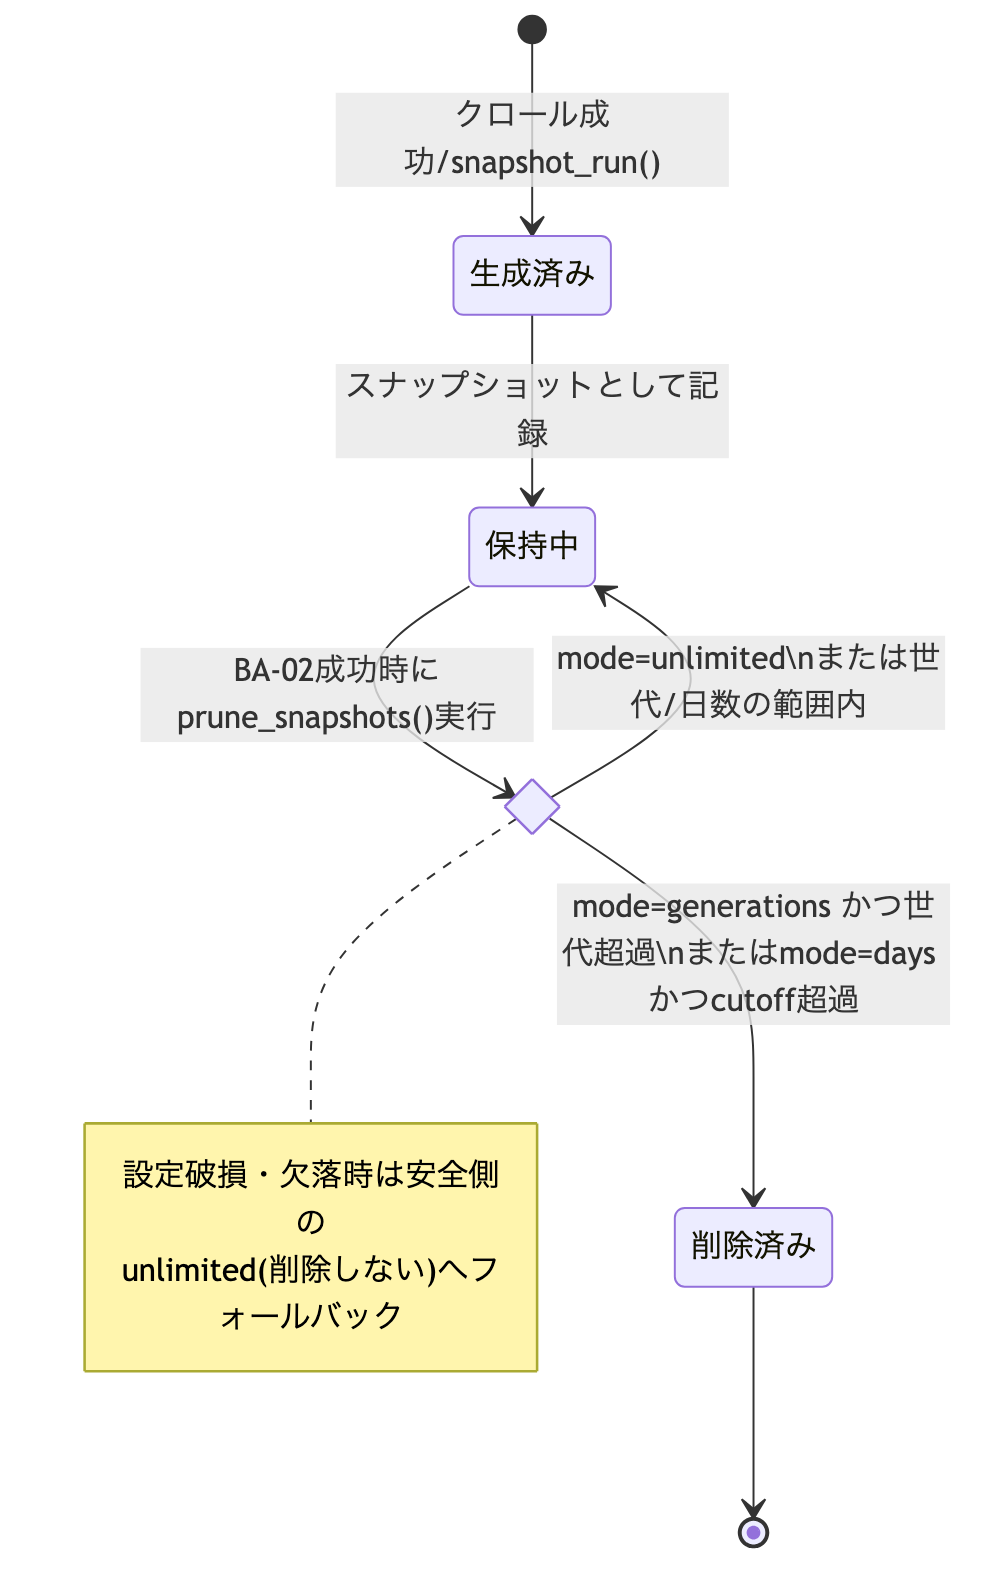 クロール成
功/snapshot_run()
生成済み
スナップショットとして記
録
保持中
BA-02成功時に
prune_snapshots()実行
mode=unlimited\nまたは世
代/日数の範囲内
mode=generations かつ世
代超過\nまたはmode=days
かつcutoff超過
設定破損・欠落時は安全側
の
unlimited(削除しない)へフ
ォールバック
削除済み